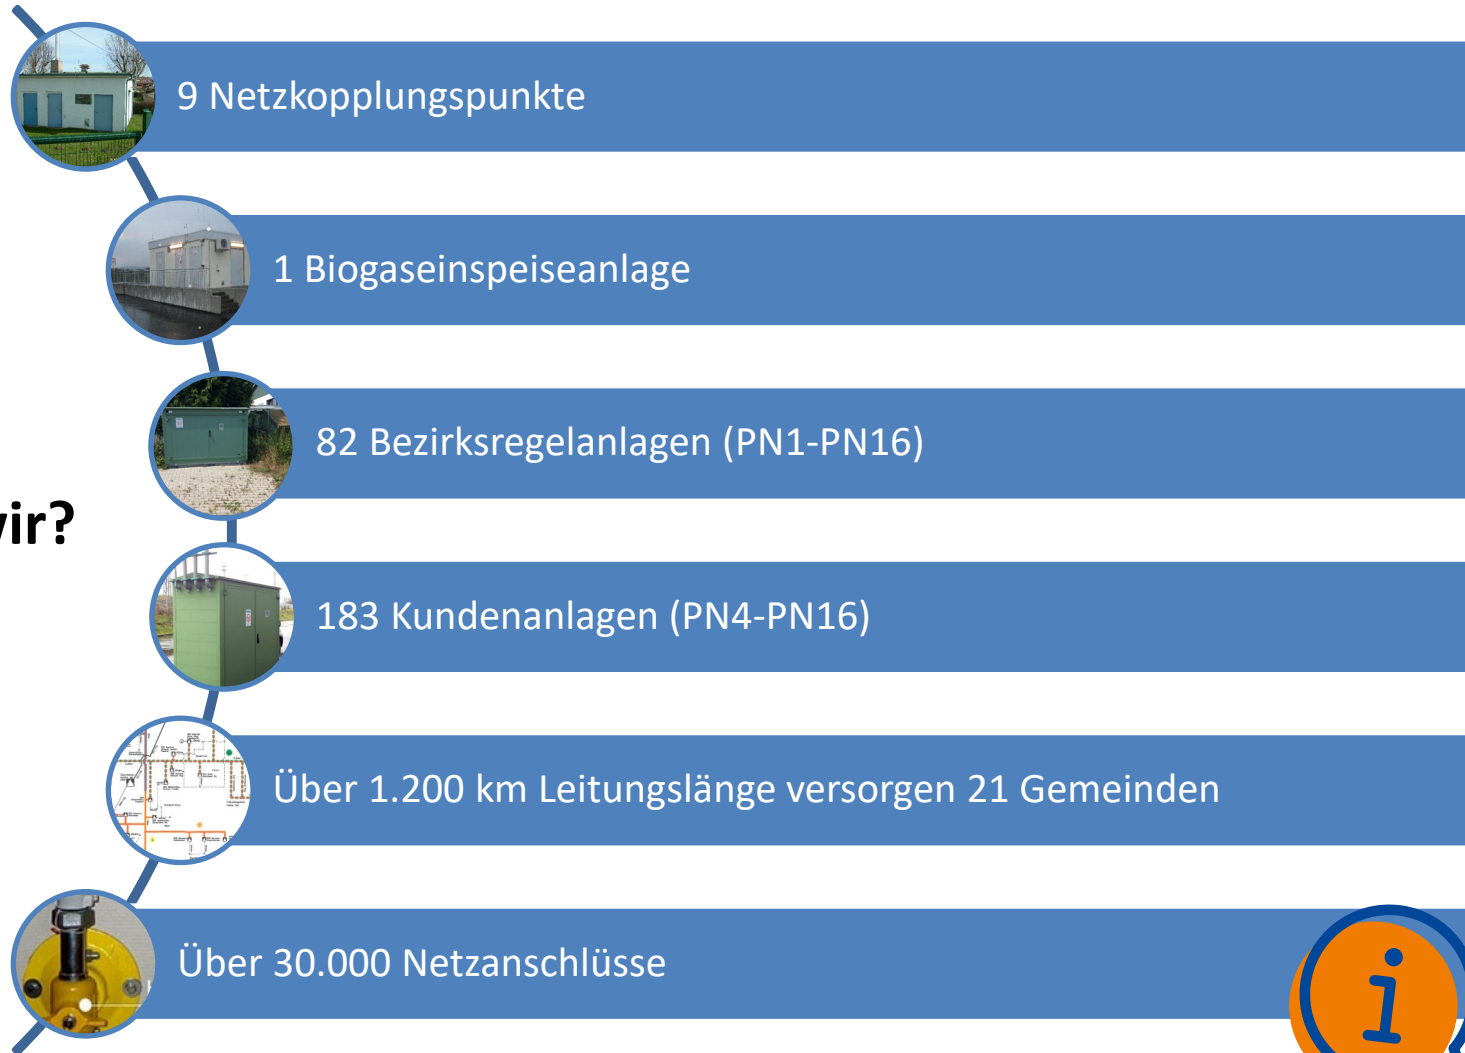 9 Netzkopplungspunkte
1 Biogaseinspeiseanlage
82 Bezirksregelanlagen (PN1-PN16)
wir?
183 Kundenanlagen (PN4-PN16)
Über 1.200 km Leitungslänge versorgen 21 Gemeinden
Über 30.000 Netzanschlüsse
i